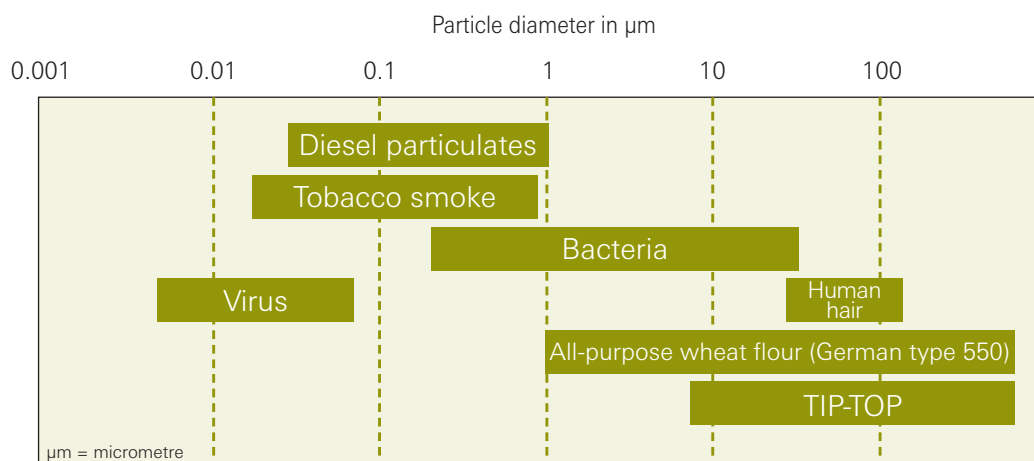 Particle diameter in µm
0.001 0.01 0.1 1 10 100
Diesel particulates
Tobacco smoke
Bacteria
Virus
Human
hair
All-purpose wheat flour (German type 550)
TIP-TOP
µm = micrometre